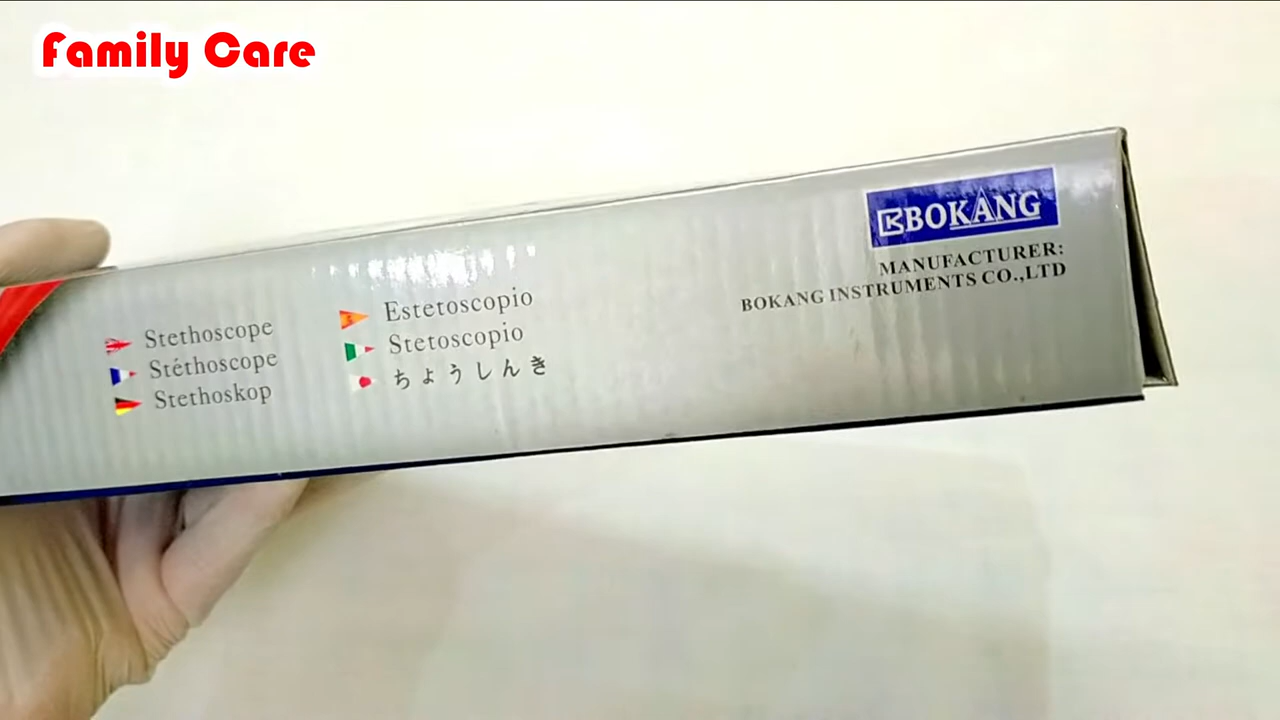 Family Care
Stethoscope
Stéthoscope
Stethoskop
Estetoscopio
Stetoscopio
ちょうしんき
BOKANG
MANUFACTURER:
BOKANG INSTRUMENTS CO.,LTD